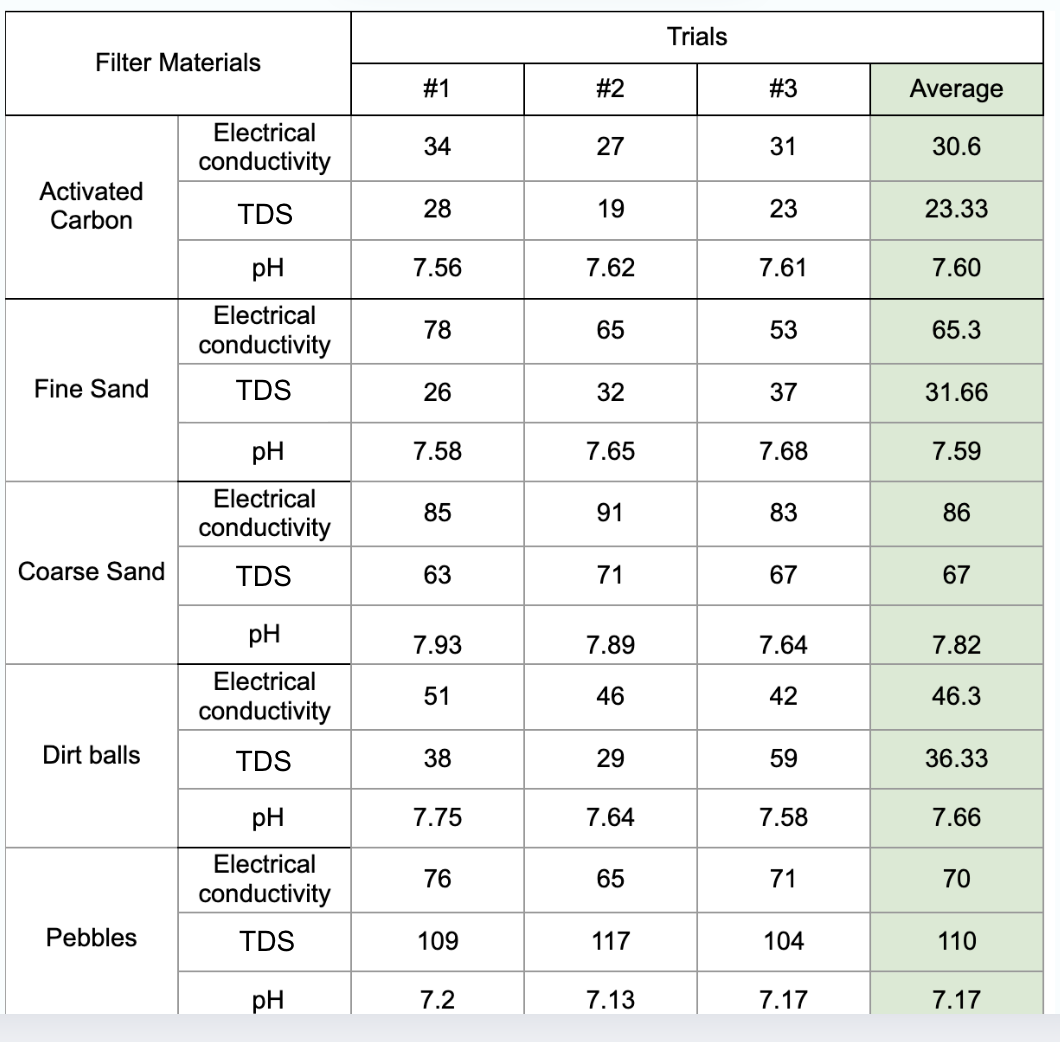 Filter Materials
Trials
#1 #2 #3 Average
Activated
Carbon
Electrical
conductivity
34 27 31 30.6
TDS 28 19 23 23.33
pH 7.56 7.62 7.61 7.60
Fine Sand
Electrical
conductivity
78 65 53 65.3
TDS 26 32 37 31.66
pH 7.58 7.65 7.68 7.59
Coarse Sand
Electrical
conductivity
85 91 83 86
TDS 63 71 67 67
pH 7.93 7.89 7.64 7.82
Dirt balls
Electrical
conductivity
51 46 42 46.3
TDS 38 29 59 36.33
pH 7.75 7.64 7.58 7.66
Pebbles
Electrical
conductivity
76 65 71 70
TDS 109 117 104 110
pH 7.2 7.13 7.17 7.17